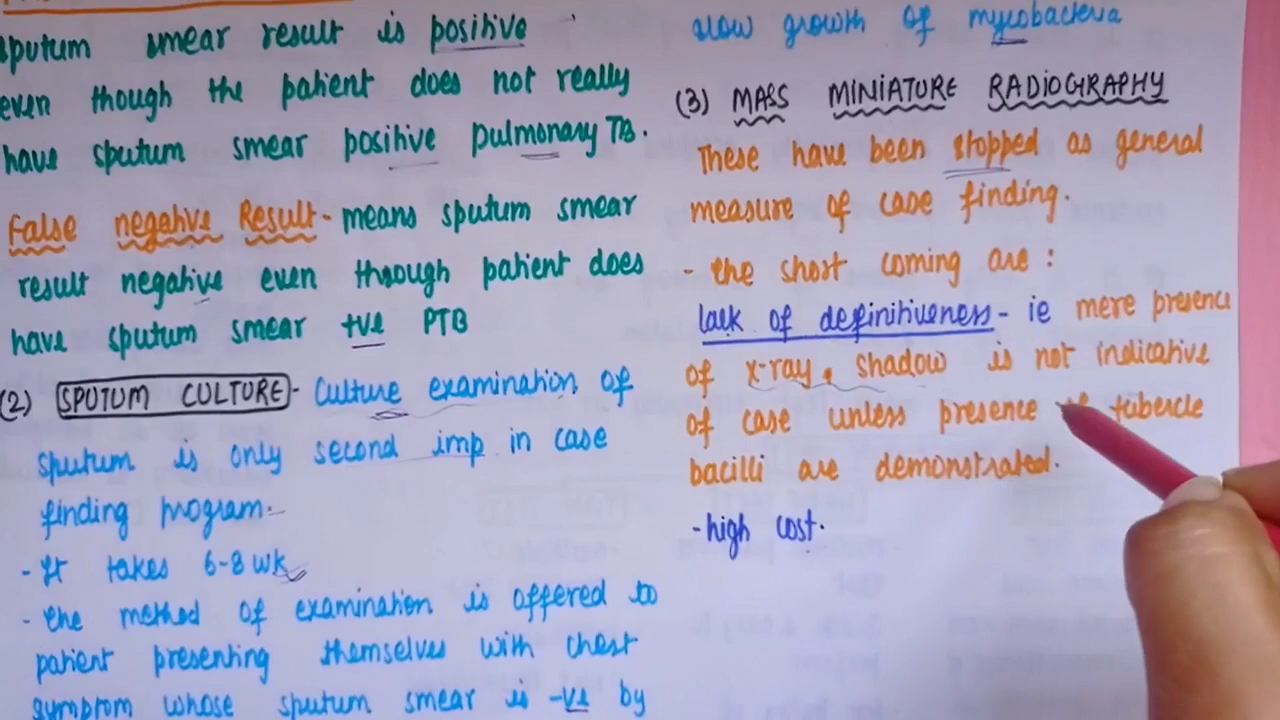 sputum smear result is positive
even though the patient does not really
have sputum smear positive pulmonary TB.
False negative Result - means sputum smear
result negative even through patient does
have sputum smear +ve PTB
(2) SPUTUM CULTURE - Culture examination of
sputum is only second imp in case
finding program.
- It takes 6-8 wk
- the method of examination is offered to
patient presenting themselves with chest
symptom whose sputum smear is -ve by
slow growth of mycobacteria
(3) MASS MINIATURE RADIOGRAPHY
These have been stopped as general
measure of case finding.
- the short coming are :
lack of definitiveness - ie mere presence
of x-ray shadow is not indicative
of case unless presence of tubercle
bacilli are demonstrated.
- high cost.